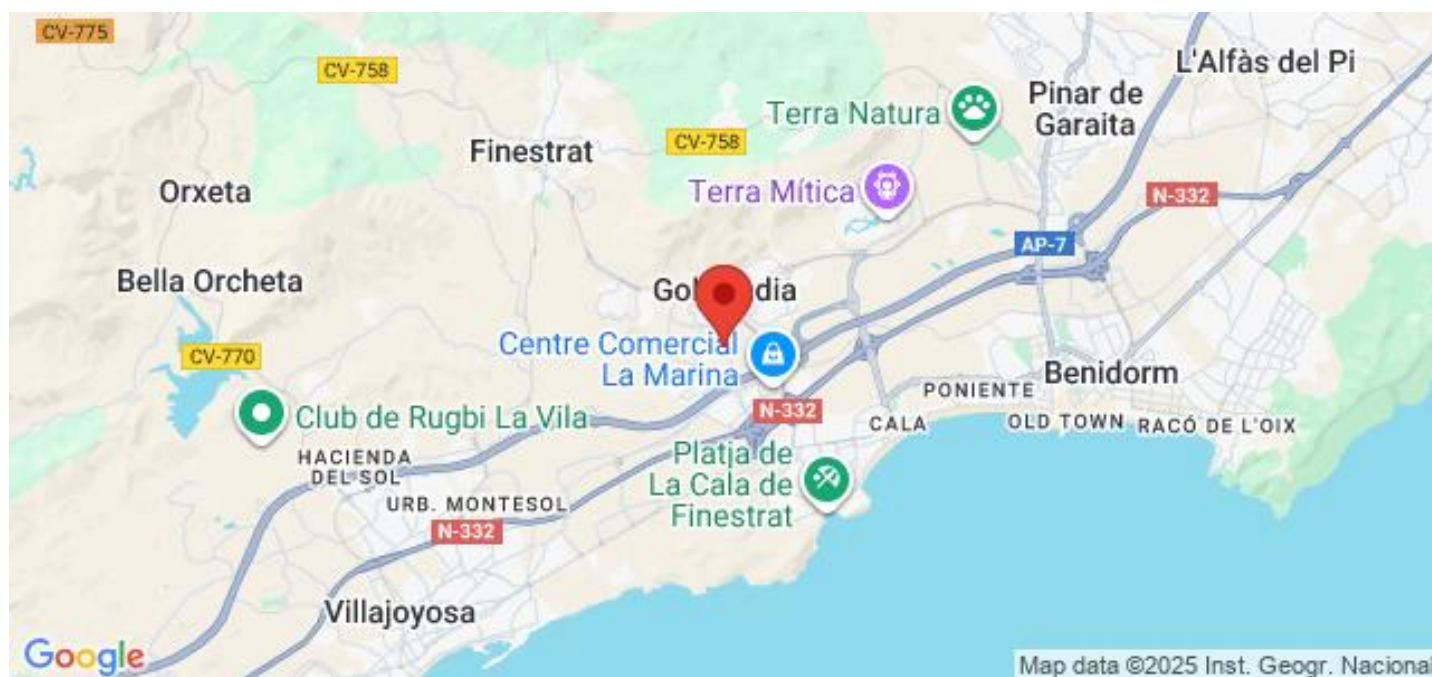 CV-775
CV-758
L'Alfàs del Pi
Terra Natura
Pinar de
Garaita
Finestrat
CV-758
Orxeta
Terra Mítica
N-332
AP-7
Bella Orcheta
Centre Comercial
La Marina
CV-770
Benidorm
PONIENTE
N-332
Club de Rugbi La Vila
CALA
OLD TOWN
RACÓ DE L'OIX
HACIENDA
DEL SOL
Platja de
La Cala de
Finestrat
URB. MONTESOL
N-332
Villajoyosa
Google
Map data ©2025 Inst. Geogr. Nacional